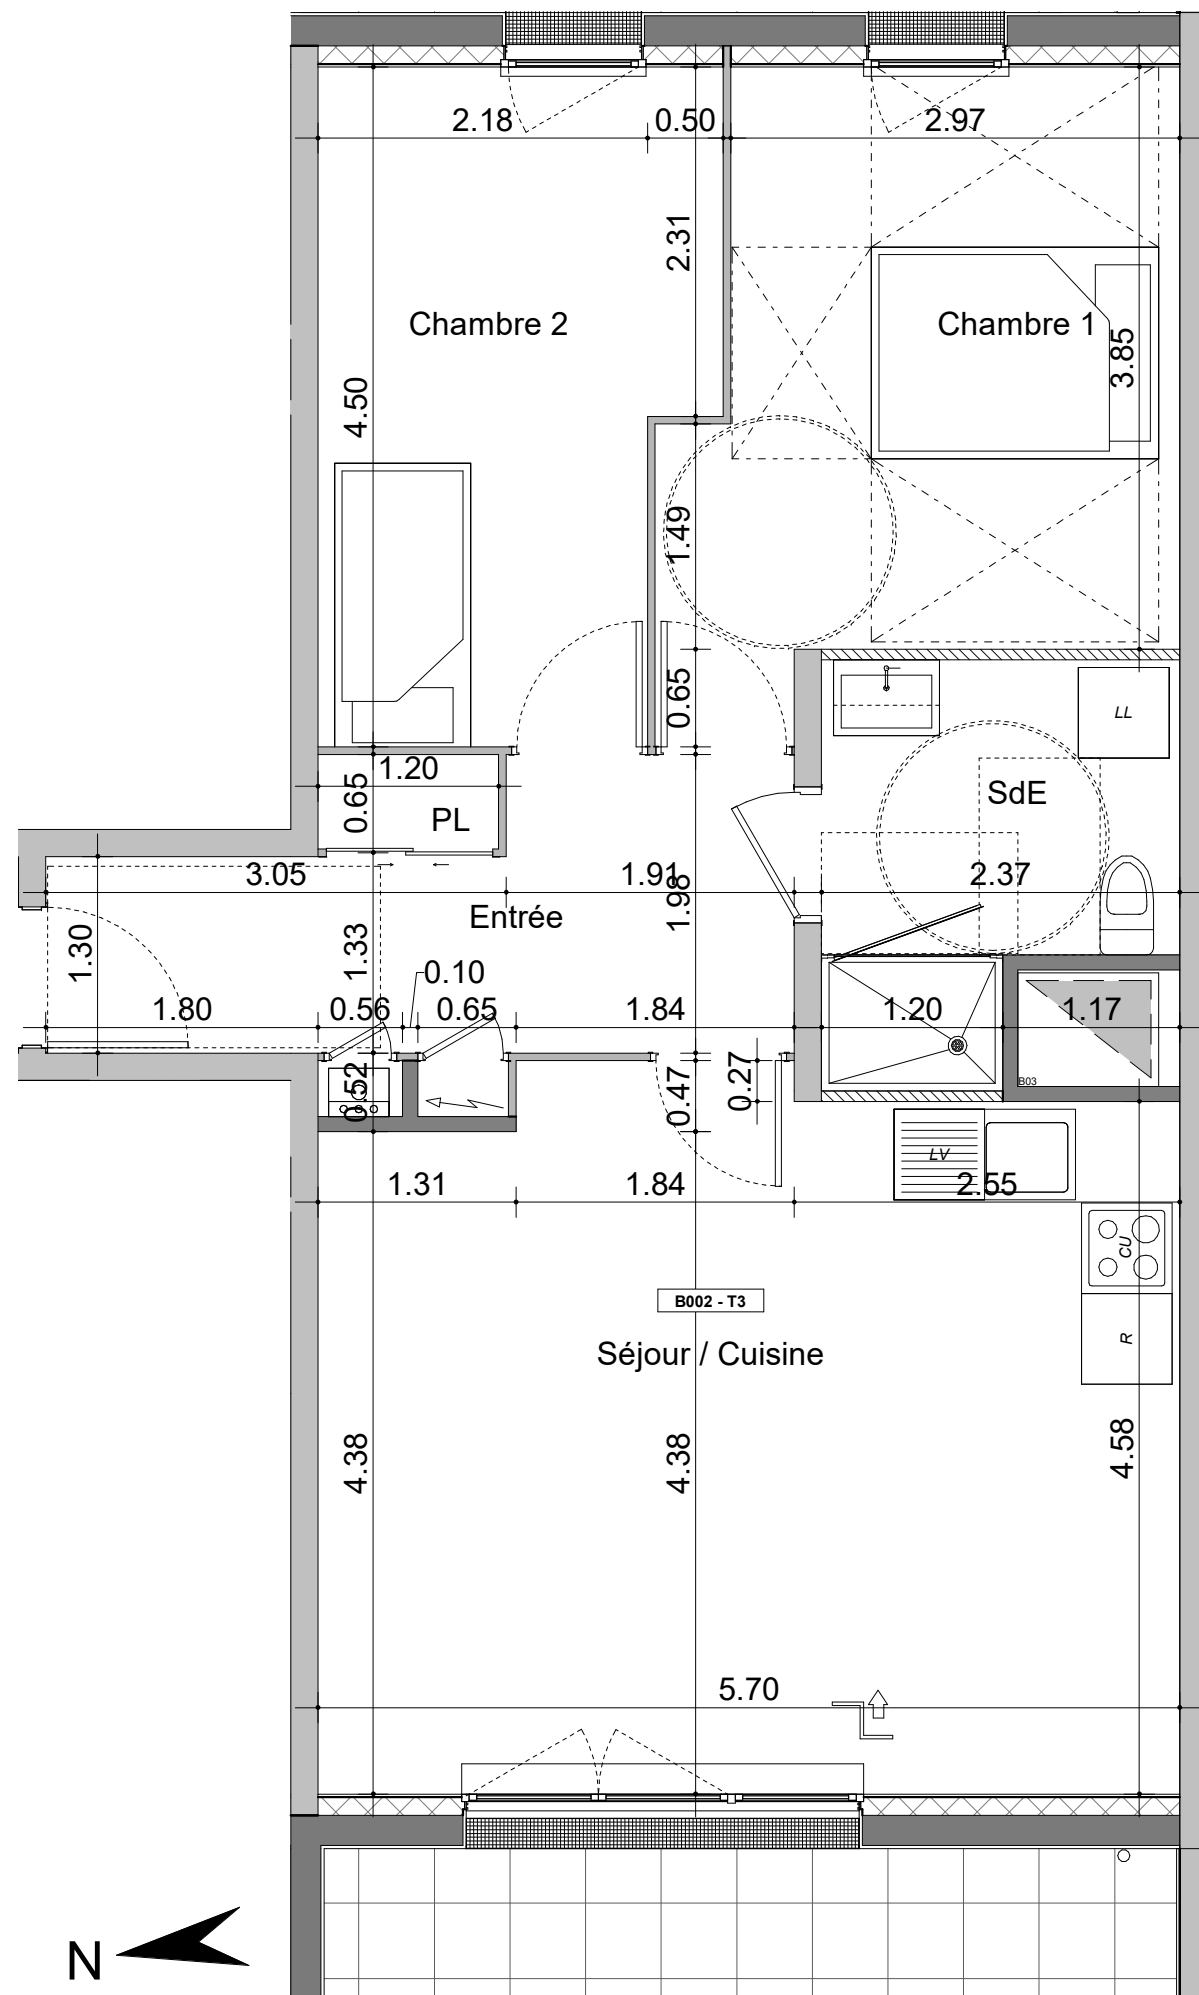 2.18
0.50
2.97
2.31
Chambre 2
Chambre 1
3.85
4.50
1.49
0.65
LL
1.20
0.65
PL
SdE
3.05
1.91
1.98
2.37
Entrée
1.30
1.33
0.10
1.80
0.56
0.65
1.84
1.20
1.17
0.52
0.47
0.27
B03
LV
1.31
1.84
2.55
CU
B002 - T3
R
Séjour / Cuisine
4.38
4.38
4.58
5.70
N